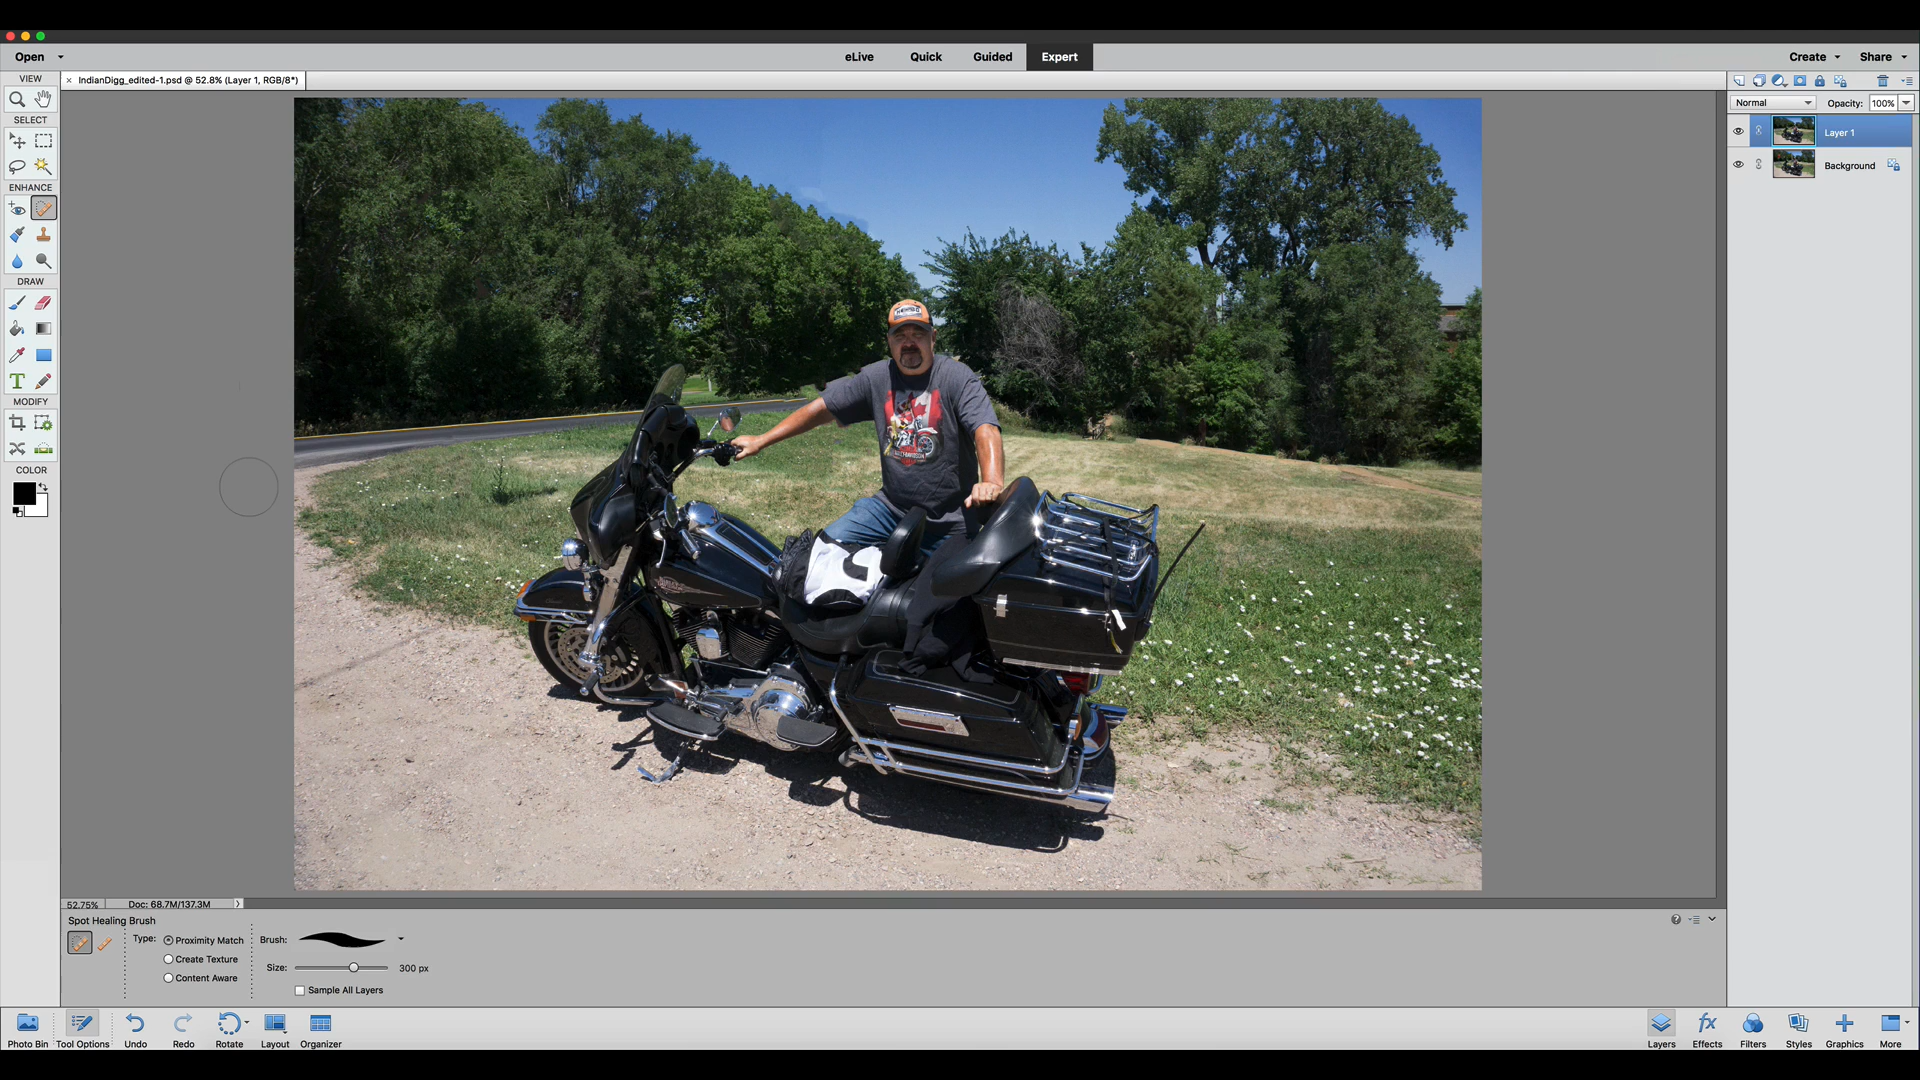 Open
eLive
Quick
Guided
Expert
Create
Share
VIEW
× IndianDigg_edited-1.psd @ 52.8% (Layer 1, RGB/8*)
Normal
Opacity: 100%
SELECT
Layer 1
Background
ENHANCE
DRAW
T
MODIFY
COLOR
52.75%
Doc: 68.7M/137.3M
Spot Healing Brush
Type:
Proximity Match
Create Texture
Content Aware
Brush:
Size:
300 px
Sample All Layers
Photo Bin
Tool Options
Undo
Redo
Rotate
Layout
Organizer
Layers
fx
Effects
Filters
Styles
Graphics
More